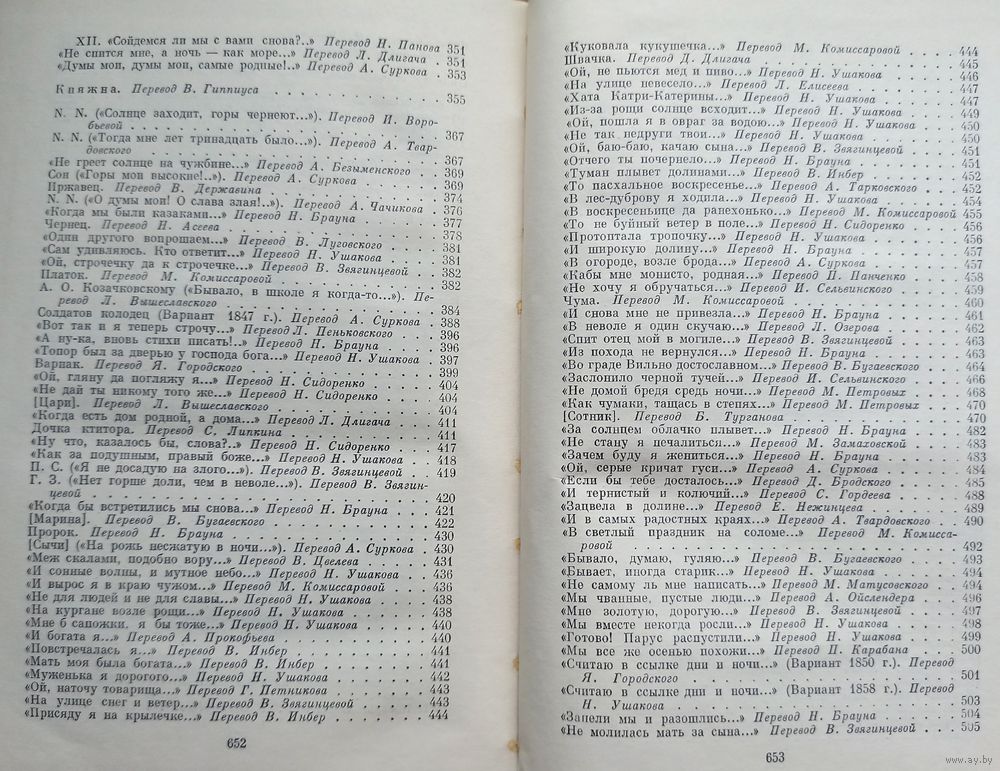 XII. «Сойдемся ли мы с вами снова?..» Перевод Н. Панова 351
«Не спится мне, а ночь — как море...» Перевод Л. Длигача . 351
«Думы мои, думы мои, самые родные!..» Перевод А. Суркова . 353
Княжна. Перевод В. Гиппиуса . . . . . . . . . . . 355
N. N. («Солнце заходит, горы чернеют...»). Перевод И. Воро-
бьевой . . . . . . . . . . . . . . . . . . . 367
N. N. («Тогда мне лет тринадцать было...»). Перевод А. Твар-
довского . . . . . . . . . . . . . . . . . . 367
«Не греет солнце на чужбине...» Перевод А. Безыменского . . 369
Сон («Горы мои высокие!..»). Перевод А. Суркова . . . . . 369
Иржавец. Перевод В. Державина . . . . . . . . . . 374
N. N. («О думы мои! О слава злая!..»). Перевод А. Чачикова . 376
«Когда мы были казаками...» Перевод Н. Брауна . . . . . 377
Чернец. Перевод Н. Асеева . . . . . . . . . . . . 378
«Один другого вопрошаем...» Перевод В. Луговского . . . . 381
«Сам удивляюсь. Кто ответит...» Перевод Н. Ушакова . . . 381
«Ой, строчечку да к строчечке...» Перевод В. Звягинцевой . . 382
Платок. Перевод М. Комиссаровой . . . . . . . . . . 382
А. О. Козачковскому («Бывало, в школе я когда-то...»). Пе-
ревод Л. Вышеславского . . . . . . . . . . . . 384
Солдатов колодец (Вариант 1847 г.). Перевод А. Суркова . . 388
«Вот так и я теперь строчу...» Перевод Л. Пеньковского . . . 396
«А ну-ка, вновь стихи писать!..» Перевод Н. Брауна . . . . 396
«Топор был за дверью у господа бога...» Перевод Н. Ушакова . 397
Варнак. Перевод Я. Городского . . . . . . . . . . . 399
«Ой, гляну да погляжу я...» Перевод Н. Сидоренко . . . . 404
«Не дай ты никому того же...» Перевод Н. Сидоренко . . . 404
[Цари]. Перевод Л. Вышеславского . . . . . . . . . 404
«Когда есть дом родной, а дома...» Перевод Л. Длигача . . . 411
Дочка ктитора. Перевод С. Липкина . . . . . . . . . 411
«Ну что, казалось бы, слова?..» Перевод Н. Сидоренко . . . 417
«Как за подушным, правый боже...» Перевод Н. Ушакова . . 418
П. С. («Я не досадую на злого...»). Перевод В. Звягинцевой . . 419
Г. З. («Нет горше доли, чем в неволе...»). Перевод В. Звягин-
цевой . . . . . . . . . . . . . . . . . . . 420
«Когда бы встретились мы снова...» Перевод Н. Брауна . . . 421
[Марина]. Перевод В. Бугаевского . . . . . . . . . . 422
Пророк. Перевод Н. Брауна . . . . . . . . . . . . 430
[Сычи] («На рожь несжатую в ночи...»). Перевод А. Суркова . 430
«Меж скалами, подобно вору...» Перевод В. Цвелева . . . . 431
«И сонные волны, и мутное небо...» Перевод Н. Ушакова . . 436
«И вырос я в краю чужом...» Перевод М. Комиссаровой . . . 436
«Не для людей и не для славы...» Перевод Н. Ушакова . . . 438
«На кургане возле рощи...» Перевод Н. Ушакова . . . . . 438
«Мне б сапожки, я бы тоже...» Перевод Н. Ушакова . . . . 440
«И богата я...» Перевод А. Прокофьева . . . . . . . . 440
«Повстречалась я...» Перевод В. Инбер . . . . . . . . 441
«Мать моя была богата...» Перевод В. Инбер . . . . . . 441
«Муженька я дорогого...» Перевод Н. Ушакова . . . . . 442
«Ой, наточу товарища...» Перевод Г. Петникова . . . . . 443
«На улице снег и ветер...» Перевод В. Звягинцевой . . . . 443
«Присяду я на крылечке...» Перевод В. Инбер . . . . . . 444
652
«Куковала кукушечка...» Перевод М. Комиссаровой . . . . 444
Швачка. Перевод Д. Длигача . . . . . . . . . . . 445
«Ой, не пьются мед и пиво...» Перевод Н. Ушакова . . . . 446
«На улице невесело...» Перевод Л. Елисеева . . . . . . 447
«Хата Катри-Катерины...» Перевод Н. Ушакова . . . . . 447
«Из-за рощи солнце всходит...» Перевод Н. Ушакова . . . 449
«Ой, пошла я в овраг за водою...» Перевод Н. Ушакова . . . 450
«Не так недруги твои...» Перевод Н. Ушакова . . . . . . 450
«Ой, баю-баю, качаю сына...» Перевод В. Звягинцевой . . . 451
«Отчего ты почернело...» Перевод Н. Брауна . . . . . . 451
«Туман плывет долинами...» Перевод В. Инбер . . . . . 452
«То пасхальное воскресенье...» Перевод А. Тарковского . . . 452
«В лес-дуброву я ходила...» Перевод Н. Ушакова . . . . . 454
«В воскресеньице да ранехонько...» Перевод М. Комиссаровой 455
«То не буйный ветер в поле...» Перевод Н. Сидоренко . . . 456
«Протоптала тропочку...» Перевод Н. Ушакова . . . . . 456
«И широкую долину...» Перевод Н. Брауна . . . . . . . 457
«В огороде, возле брода...» Перевод А. Суркова . . . . . 457
«Кабы мне монисто, родная...» Перевод П. Панченко . . . 458
«Не хочу я обручаться...» Перевод И. Сельвинского . . . . 459
Чума. Перевод М. Комиссаровой . . . . . . . . . . 460
«И снова мне не привезла...» Перевод Н. Брауна . . . . . 461
«В неволе я один скучаю...» Перевод Л. Озерова . . . . . 462
«Спит отец мой в могиле...» Перевод В. Звягинцевой . . . . 463
«Из похода не вернулся...» Перевод Н. Брауна . . . . . . 463
«Во граде Вильно достославном...» Перевод В. Бугаевского . . 464
«Заслонило черной тучей...» Перевод И. Сельвинского . . . 466
«Не домой бредя средь ночи...» Перевод М. Петровых . . . 468
«Как чумаки, тащась в степях...» Перевод М. Петровых . . 470
[Сотник]. Перевод Б. Турганова . . . . . . . . . . 470
«За солнцем облачко плывет...» Перевод Н. Брауна . . . . 482
«Не стану я печалиться...» Перевод М. Замаховской . . . . 483
«Зачем буду я жениться...» Перевод Н. Брауна . . . . . 483
«Ой, серые кричат гуси...» Перевод А. Суркова . . . . . 484
«Если бы тебе досталось...» Перевод Д. Бродского . . . . . 485
«И тернистый и колючий...» Перевод С. Гордеева . . . . . 488
«Зацвела в долине...» Перевод Е. Нежинцева . . . . . . 489
«И в самых радостных краях...» Перевод А. Твардовского . . 490
«В светлый праздник на соломе...» Перевод М. Комисса-
ровой . . . . . . . . . . . . . . . . . . . 492
«Бывало, думаю, гуляю...» Перевод В. Бугаевского . . . . 493
«Бывает, иногда старик...» Перевод Н. Ушакова . . . . . 494
«Не самому ль мне написать...» Перевод М. Матусовского . . 494
«Мы чванные, пустые люди...» Перевод А. Ойслендера . . . 496
«Мне золотую, дорогую...» Перевод В. Звягинцевой . . . . 497
«Мы вместе некогда росли...» Перевод Н. Ушакова . . . . 498
«Готово! Парус распустили...» Перевод Н. Ушакова . . . . 499
«Мы все же осенью похожи...» Перевод П. Карабана . . . . 500
«Считаю в ссылке дни и ночи...» (Вариант 1850 г.). Перевод
Я. Городского . . . . . . . . . . . . . . . . 501
«Считаю в ссылке дни и ночи...» (Вариант 1858 г.). Перевод
Н. Ушакова . . . . . . . . . . . . . . . . . 503
«Запели мы и разошлись...» Перевод Н. Брауна . . . . . 504
«Не молилась мать за сына...» Перевод В. Звягинцевой . . . 505
653
www.ay.by